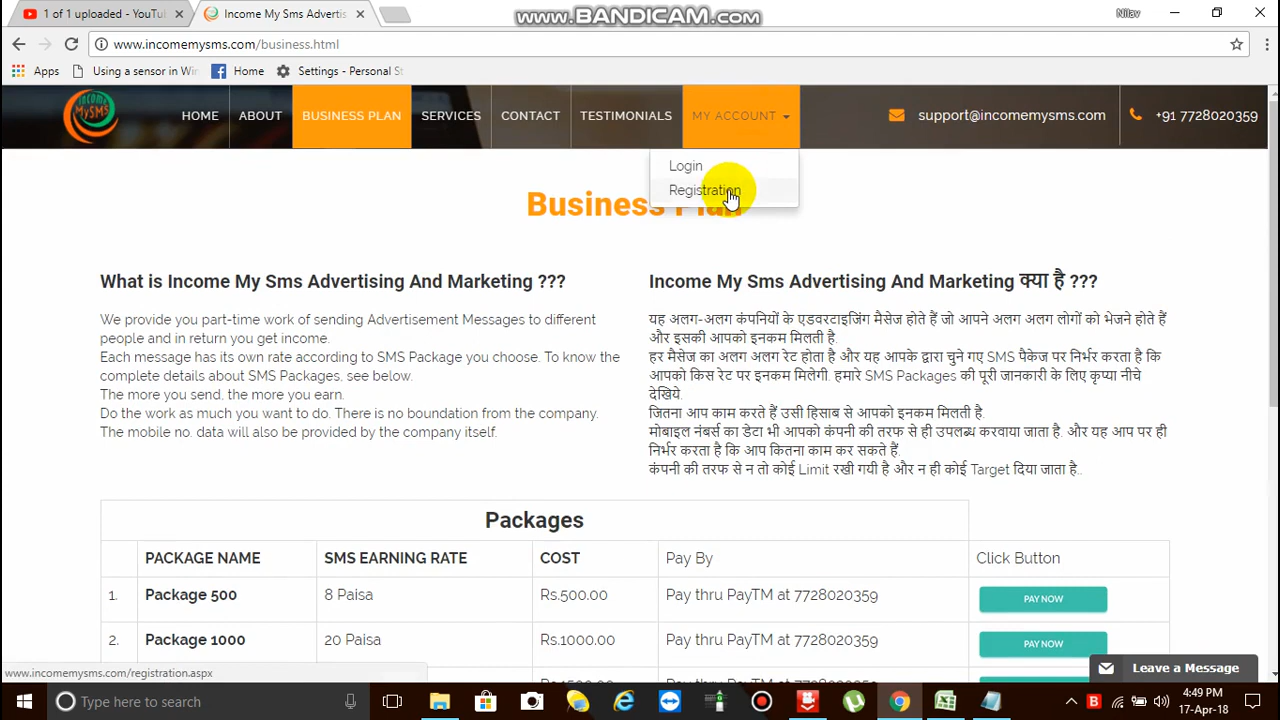 1 of 1 uploaded - YouTu
Income My Sms Advertis
www.BANDICAM.com
Nilav
www.incomemysms.com/business.html
Apps
Using a sensor in Win
Home
Settings - Personal St
Income
MySMS
HOME
ABOUT
BUSINESS PLAN
SERVICES
CONTACT
TESTIMONIALS
MY ACCOUNT
support@incomemysms.com
+91 7728020359
Login
Registration
Business Plan
What is Income My Sms Advertising And Marketing ???
We provide you part-time work of sending Advertisement Messages to different
people and in return you get income.
Each message has its own rate according to SMS Package you choose. To know the
complete details about SMS Packages, see below.
The more you send, the more you earn.
Do the work as much you want to do. There is no boundation from the company.
The mobile no. data will also be provided by the company itself.
Income My Sms Advertising And Marketing क्या है ???
यह अलग-अलग कंपनियों के एडवरटाइजिंग मैसेज होते हैं जो आपने अलग अलग लोगों को भेजने होते हैं
और इसकी आपको इनकम मिलती है.
हर मैसेज का अलग अलग रेट होता है और यह आपके द्वारा चुने गए SMS पैकेज पर निर्भर करता है कि
आपको किस रेट पर इनकम मिलेगी. हमारे SMS Packages की पूरी जानकारी के लिए कृप्या नीचे
देखिये.
जितना आप काम करते हैं उसी हिसाब से आपको इनकम मिलती है.
मोबाइल नंबर्स का डेटा भी आपको कंपनी की तरफ से ही उपलब्ध करवाया जाता है. और यह आप पर ही
निर्भर करता है कि आप कितना काम कर सकते हैं.
कंपनी की तरफ से न तो कोई Limit रखी गयी है और न ही कोई Target दिया जाता है..
Packages
PACKAGE NAME
SMS EARNING RATE
COST
Pay By
Click Button
1.
Package 500
8 Paisa
Rs.500.00
Pay thru PayTM at 7728020359
PAY NOW
2.
Package 1000
20 Paisa
Rs.1000.00
Pay thru PayTM at 7728020359
PAY NOW
www.incomemysms.com/registration.aspx
Leave a Message
Type here to search
4:49 PM
17-Apr-18